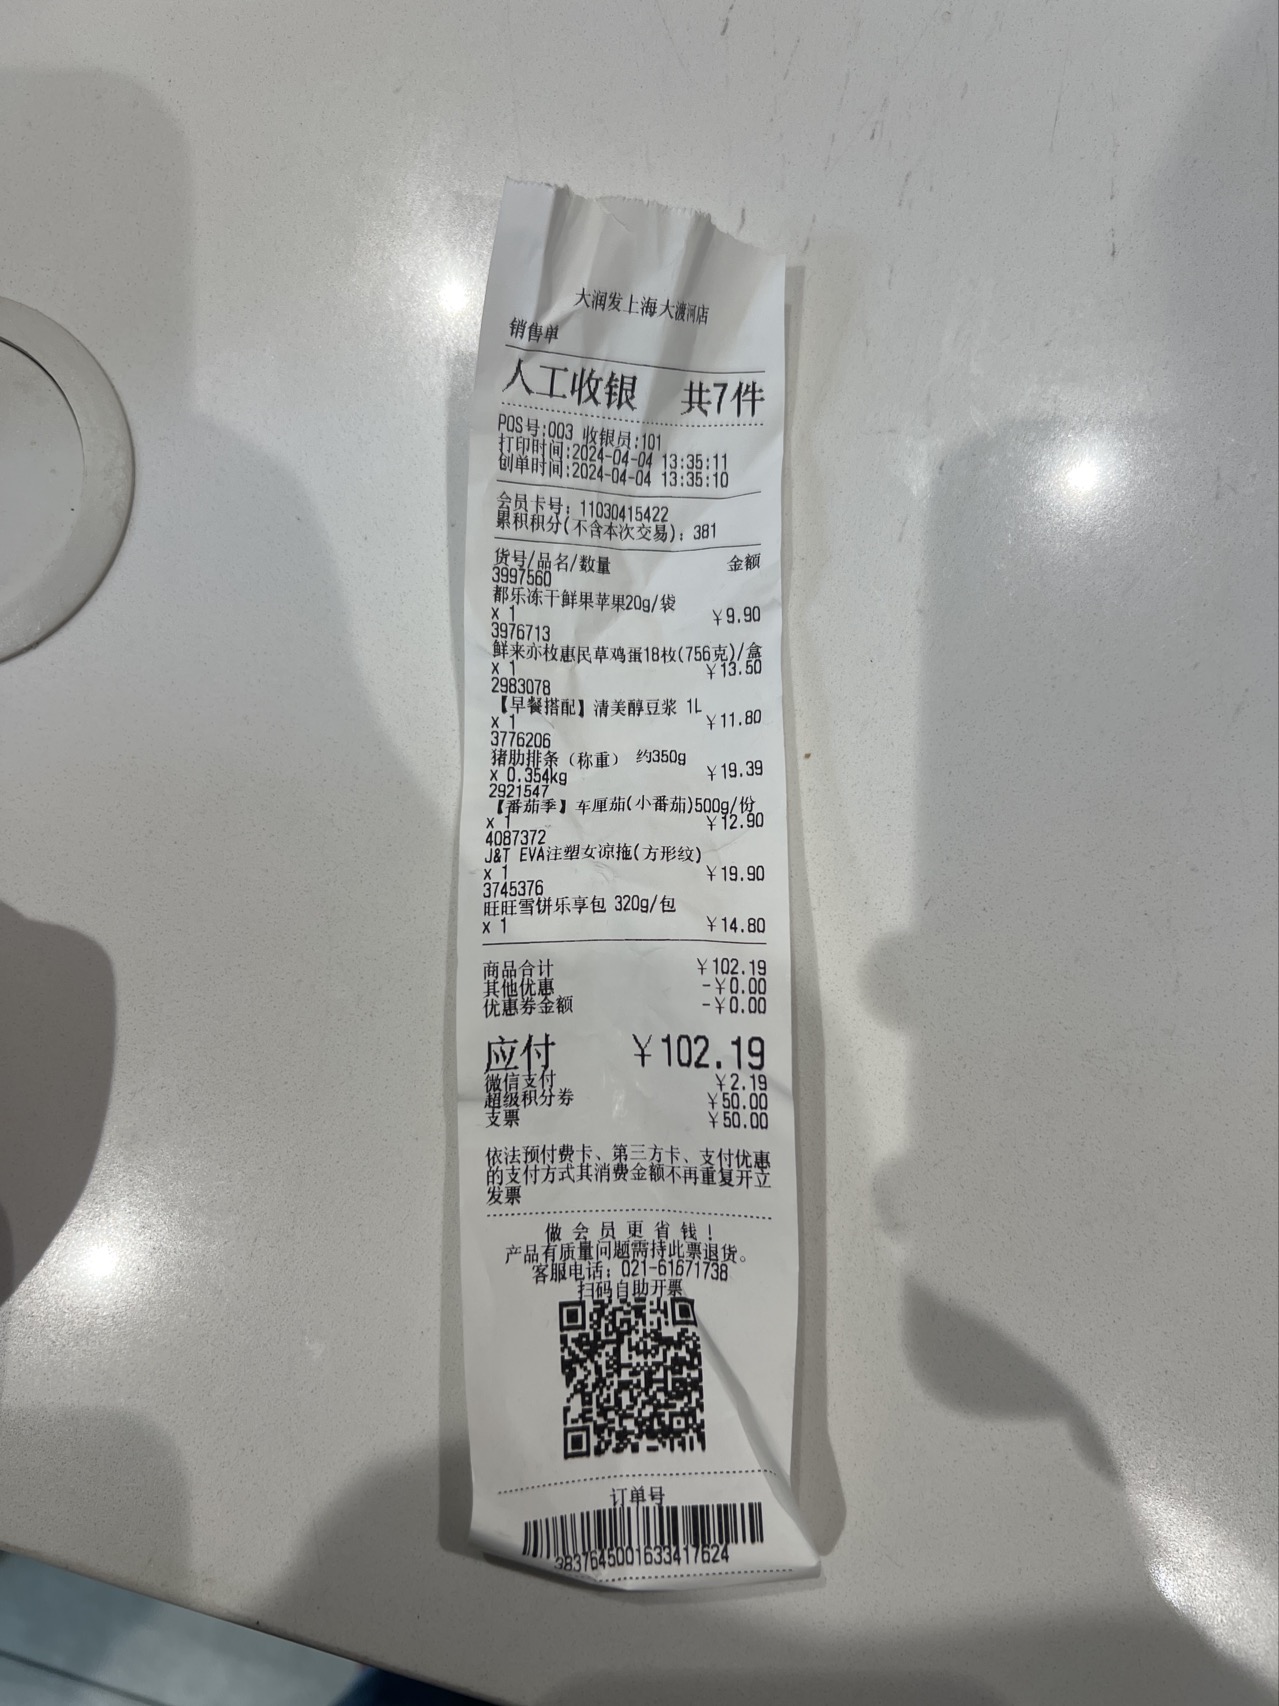 大润发上海大渡河店
销售单
人工收银 共7件
POS号:003 收银员:101
打印时间:2024-04-04 13:35:11
创单时间:2024-04-04 13:35:10
会员卡号: 11030415422
累积积分(不含本次交易): 381
货号/品名/数量 金额
3997560
都乐冻干鲜果苹果20g/袋
x 1 ¥9.90
3976713
鲜来亦枚惠民草鸡蛋18枚(756克)/盒
x 1 ¥13.50
2983078
【早餐搭配】清美醇豆浆 1L
x 1 ¥11.80
3776206
猪肋排条（称重） 约350g
x 0.354kg ¥19.39
2921547
【番茄季】车厘茄(小番茄)500g/份
x 1 ¥12.90
4087372
J&T EVA注塑女凉拖(方形纹)
x 1 ¥19.90
3745376
旺旺雪饼乐享包 320g/包
x 1 ¥14.80
商品合计 ¥102.19
其他优惠 -¥0.00
优惠券金额 -¥0.00
应付 ¥102.19
微信支付 ¥2.19
超级积分券 ¥50.00
支票 ¥50.00
依法预付费卡、第三方卡、支付优惠
的支付方式其消费金额不再重复开立
发票
做会员更省钱！
产品有质量问题需持此票退货。
客服电话: 021-61671738
扫码自助开票
订单号
3837645001633417624